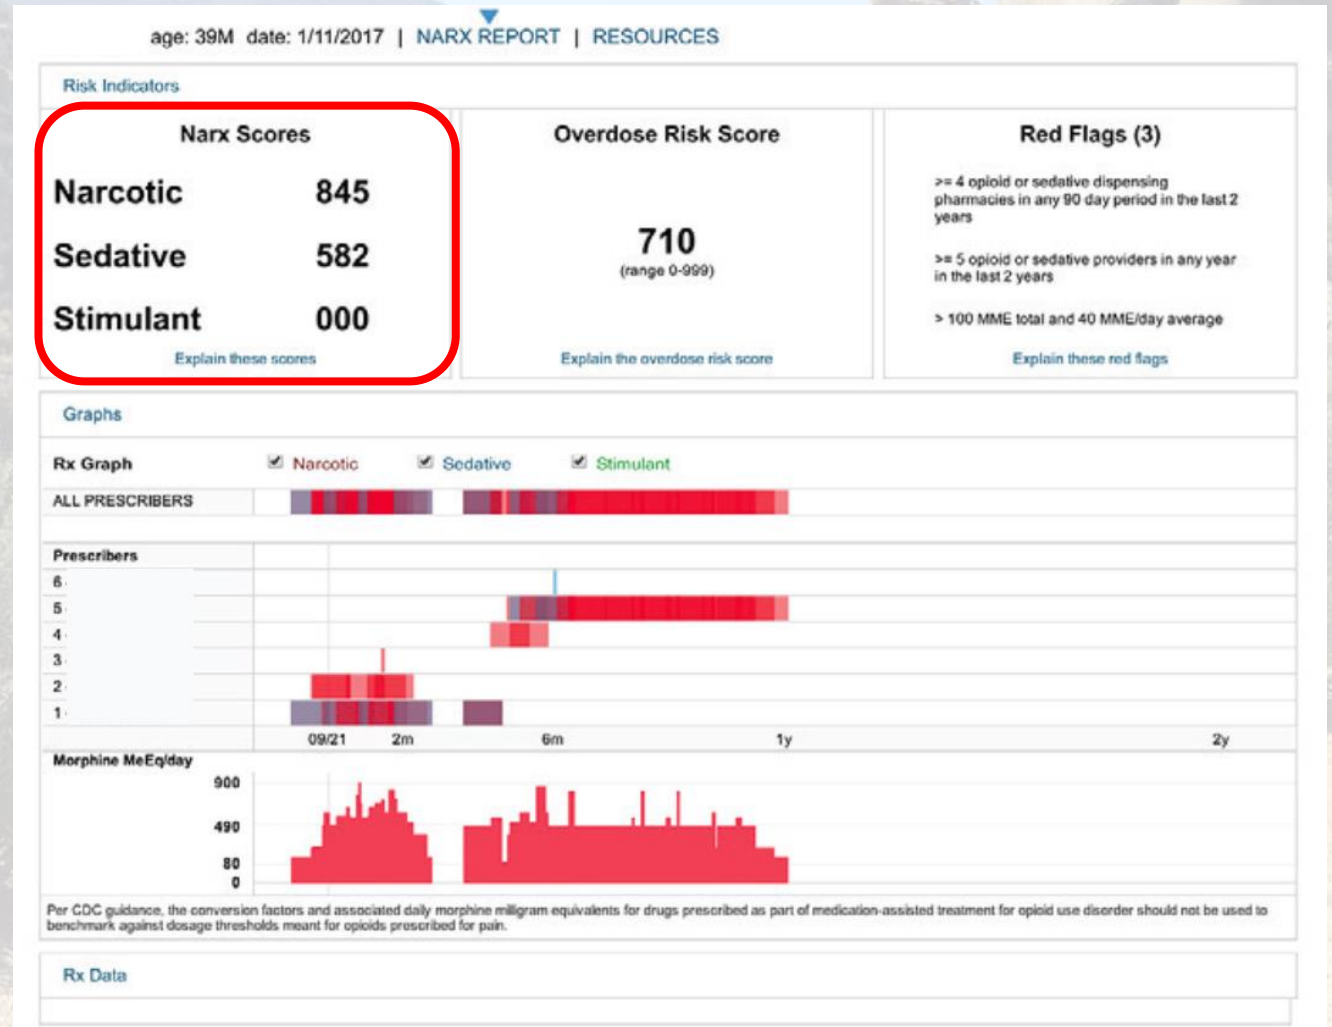 age: 39M date: 1/11/2017 | NARX REPORT | RESOURCES
Risk Indicators
Narx Scores
Narcotic 845
Sedative 582
Stimulant 000
Explain these scores
Overdose Risk Score
710
(range 0-999)
Explain the overdose risk score
Red Flags (3)
>= 4 opioid or sedative dispensing
pharmacies in any 90 day period in the last 2
years
>= 5 opioid or sedative providers in any year
in the last 2 years
> 100 MME total and 40 MME/day average
Explain these red flags
Graphs
Rx Graph Narcotic Sedative Stimulant
ALL PRESCRIBERS
Prescribers
6
5
4
3
2
1
09/21 2m 6m 1y 2y
Morphine MeEq/day
900
490
80
0
Per CDC guidance, the conversion factors and associated daily morphine milligram equivalents for drugs prescribed as part of medication-assisted treatment for opioid use disorder should not be used to
benchmark against dosage thresholds meant for opioids prescribed for pain.
Rx Data